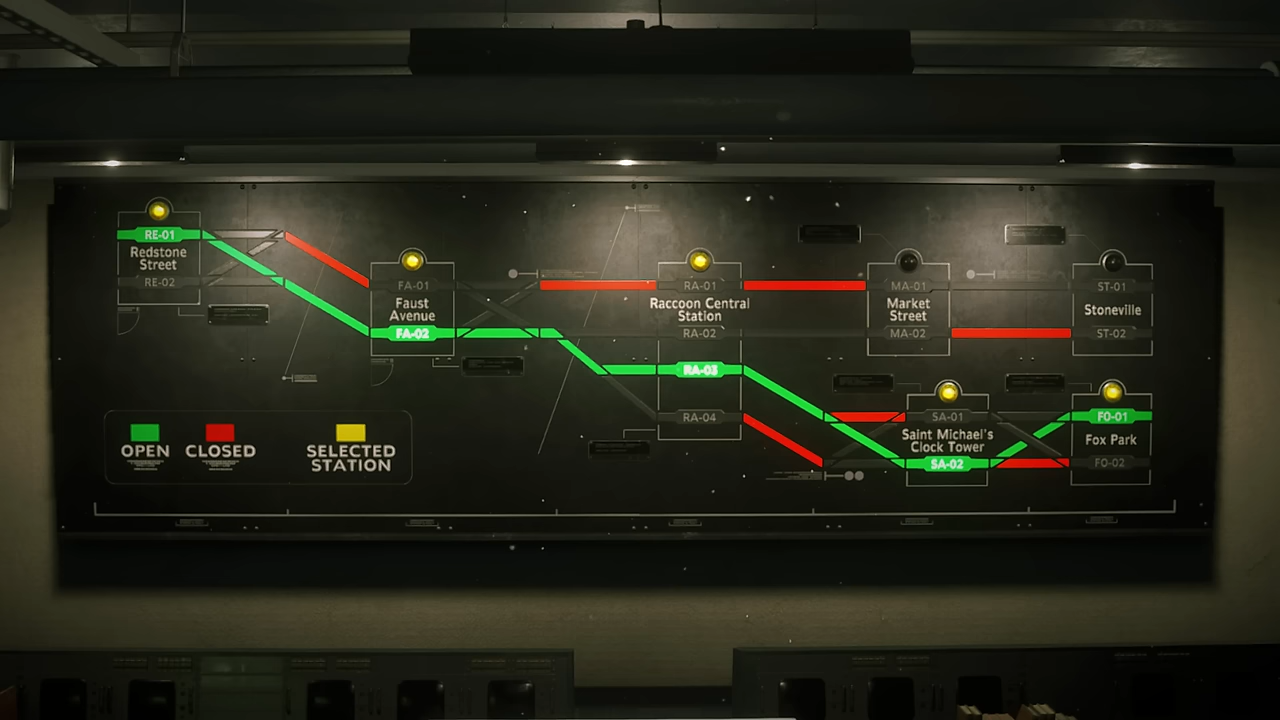 RE-01
Redstone
Street
RE-02
FA-01
Faust
Avenue
FA-02
RA-01
Raccoon Central
Station
RA-02
RA-03
RA-04
MA-01
Market
Street
MA-02
ST-01
Stoneville
ST-02
SA-01
Saint Michael's
Clock Tower
SA-02
FO-01
Fox Park
FO-02
OPEN
CLOSED
SELECTED
STATION